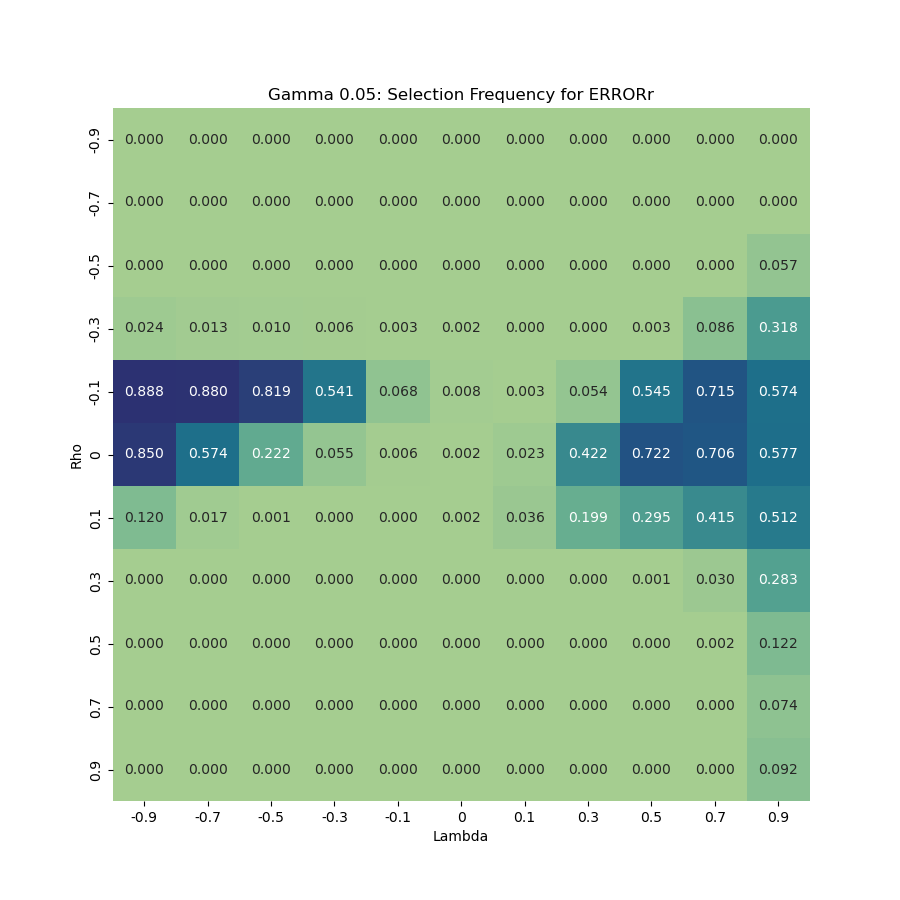 Gamma 0.05: Selection Frequency for ERRORr
-0.9 0.000 0.000 0.000 0.000 0.000 0.000 0.000 0.000 0.000 0.000 0.000
-0.7 0.000 0.000 0.000 0.000 0.000 0.000 0.000 0.000 0.000 0.000 0.000
-0.5 0.000 0.000 0.000 0.000 0.000 0.000 0.000 0.000 0.000 0.000 0.057
-0.3 0.024 0.013 0.010 0.006 0.003 0.002 0.000 0.000 0.003 0.086 0.318
-0.1 0.888 0.880 0.819 0.541 0.068 0.008 0.003 0.054 0.545 0.715 0.574
Rho
0 0.850 0.574 0.222 0.055 0.006 0.002 0.023 0.422 0.722 0.706 0.577
0.1 0.120 0.017 0.001 0.000 0.000 0.002 0.036 0.199 0.295 0.415 0.512
0.3 0.000 0.000 0.000 0.000 0.000 0.000 0.000 0.000 0.001 0.030 0.283
0.5 0.000 0.000 0.000 0.000 0.000 0.000 0.000 0.000 0.000 0.002 0.122
0.7 0.000 0.000 0.000 0.000 0.000 0.000 0.000 0.000 0.000 0.000 0.074
0.9 0.000 0.000 0.000 0.000 0.000 0.000 0.000 0.000 0.000 0.000 0.092
-0.9 -0.7 -0.5 -0.3 -0.1 0 0.1 0.3 0.5 0.7 0.9
Lambda